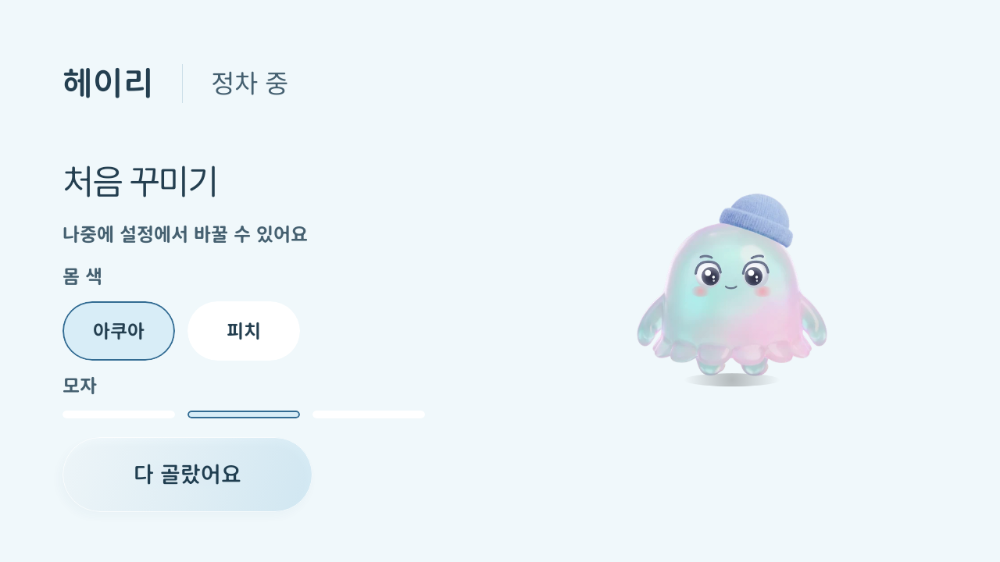 헤이리 정차 중
처음 꾸미기
나중에 설정에서 바꿀 수 있어요
몸 색
아쿠아 피치
모자
다 골랐어요